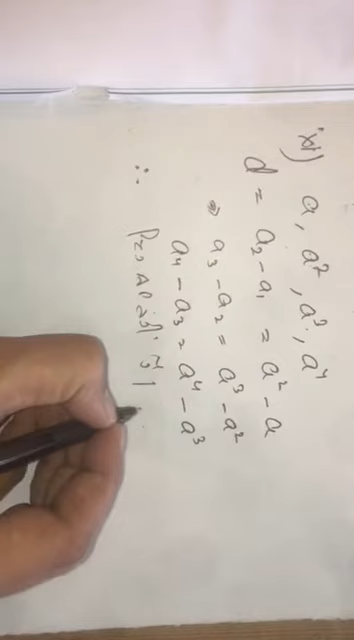 xi) a, a², a³, a⁴
d = a₂ - a₁ = a² - a
⇒ a₃ - a₂ = a³ - a²
a₄ - a₃ = a⁴ - a³
∴